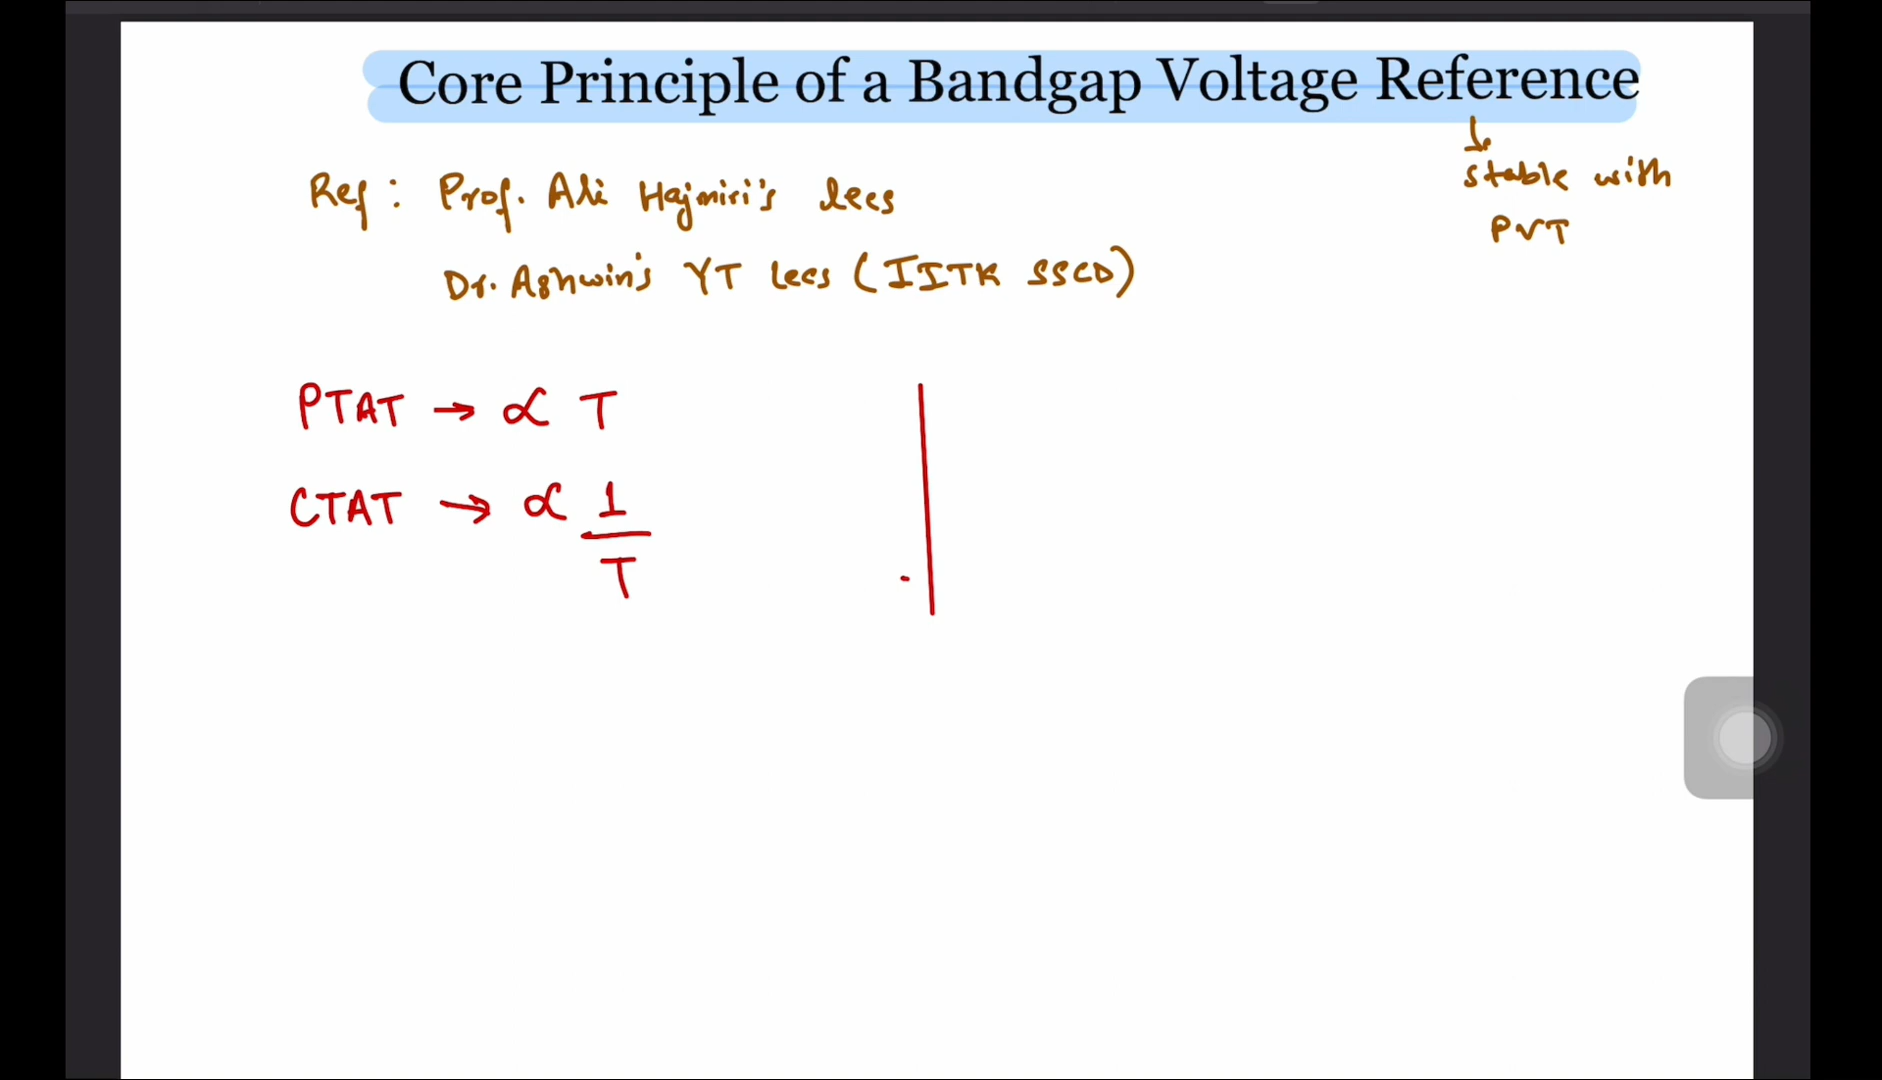 Core Principle of a Bandgap Voltage Reference
↳ stable with
PVT
Ref : Prof. Ali Hajmiri's lecs
Dr. Ashwin's YT lecs (IITK SSCD)
PTAT → ∝ T
CTAT → ∝ 1/T